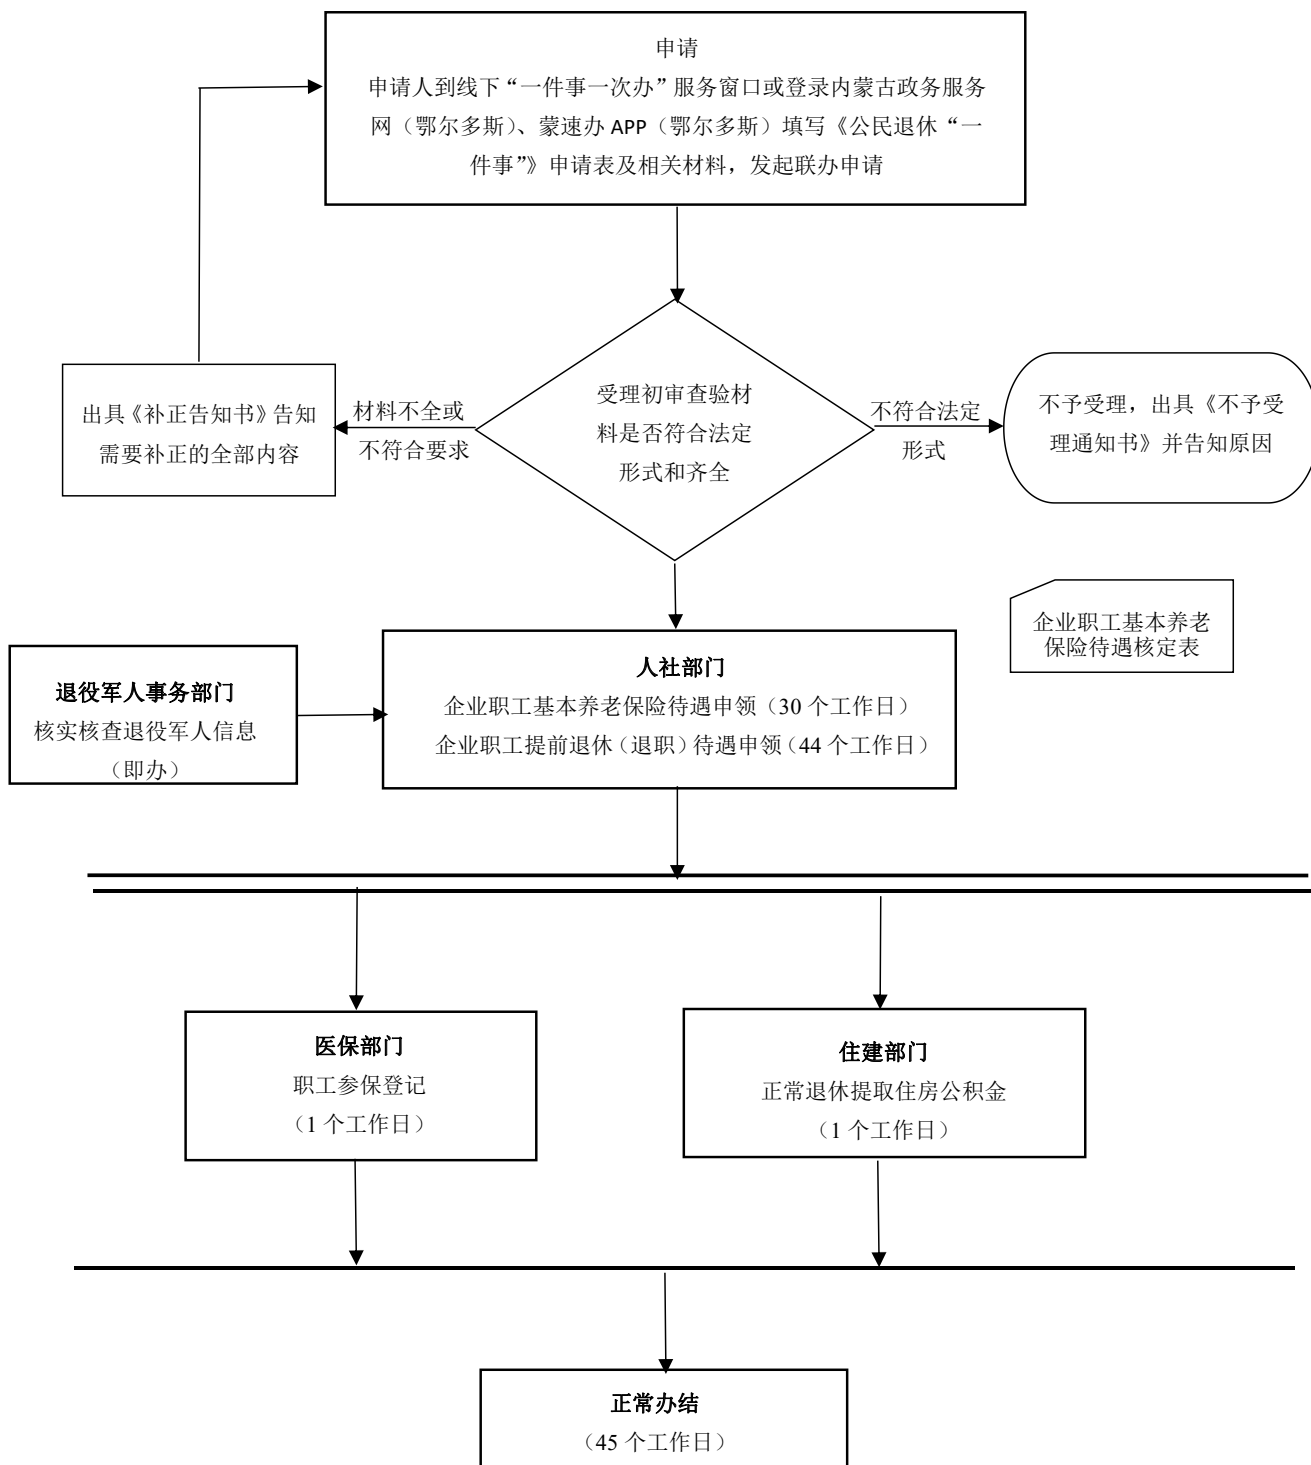 申请
申请人到线下“一件事一次办”服务窗口或登录内蒙古政务服务
网（鄂尔多斯）、蒙速办 APP（鄂尔多斯）填写《公民退休“一
件事”》申请表及相关材料，发起联办申请
出具《补正告知书》告知
需要补正的全部内容
材料不全或
不符合要求
受理初审查验材
料是否符合法定
形式和齐全
不符合法定
形式
不予受理，出具《不予受
理通知书》并告知原因
企业职工基本养老
保险待遇核定表
退役军人事务部门
核实核查退役军人信息
（即办）
人社部门
企业职工基本养老保险待遇申领（30 个工作日）
企业职工提前退休（退职）待遇申领（44 个工作日）
医保部门
职工参保登记
（1 个工作日）
住建部门
正常退休提取住房公积金
（1 个工作日）
正常办结
（45 个工作日）